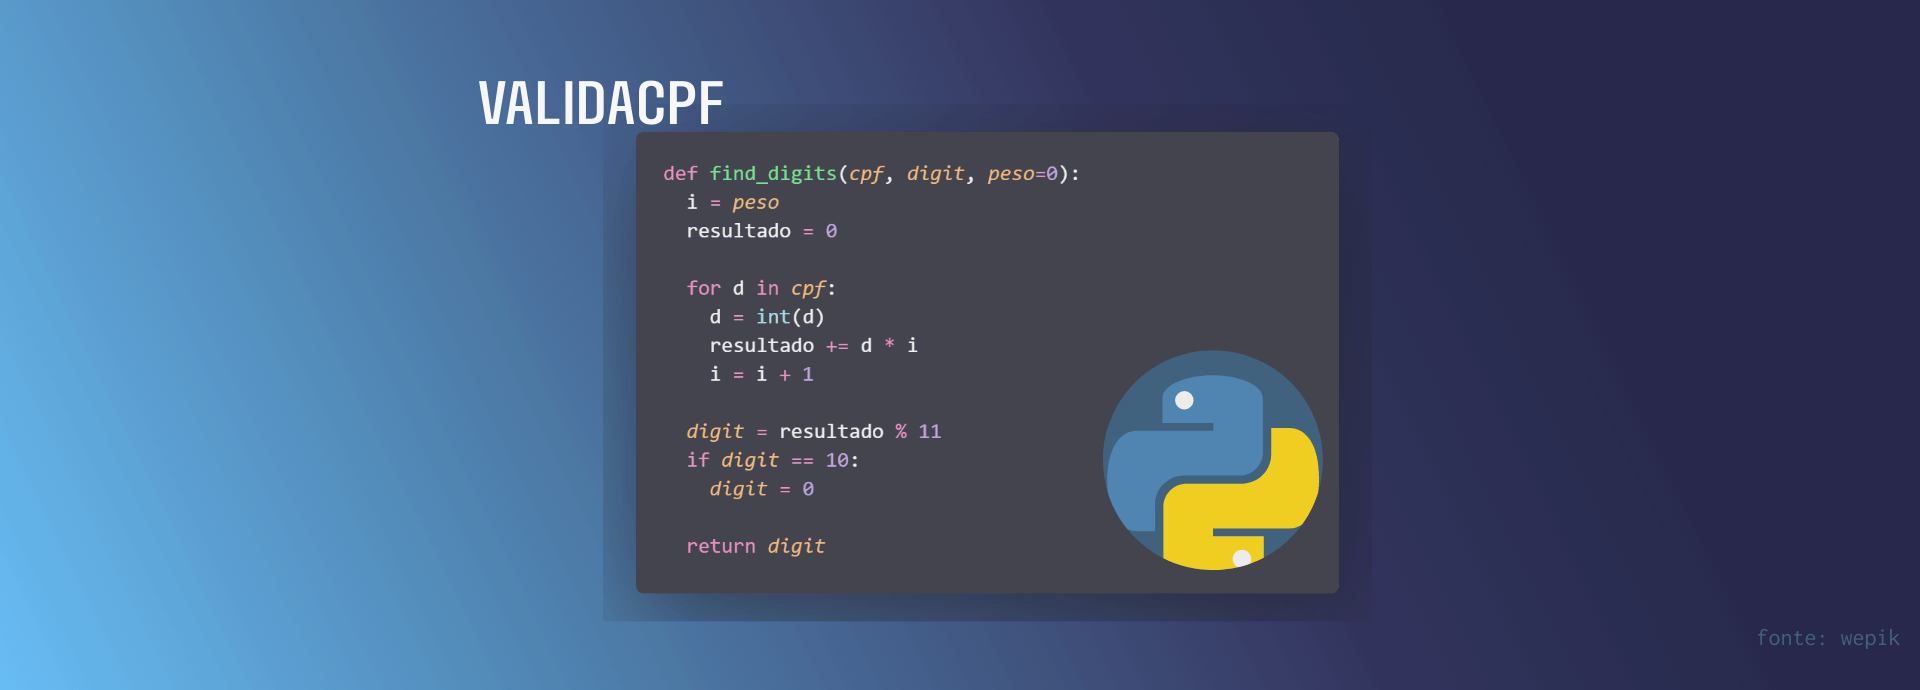 VALIDACPF
def find_digits(cpf, digit, peso=0):
  i = peso
  resultado = 0

  for d in cpf:
    d = int(d)
    resultado += d * i
    i = i + 1

  digit = resultado % 11
  if digit == 10:
    digit = 0

  return digit
fonte: wepik